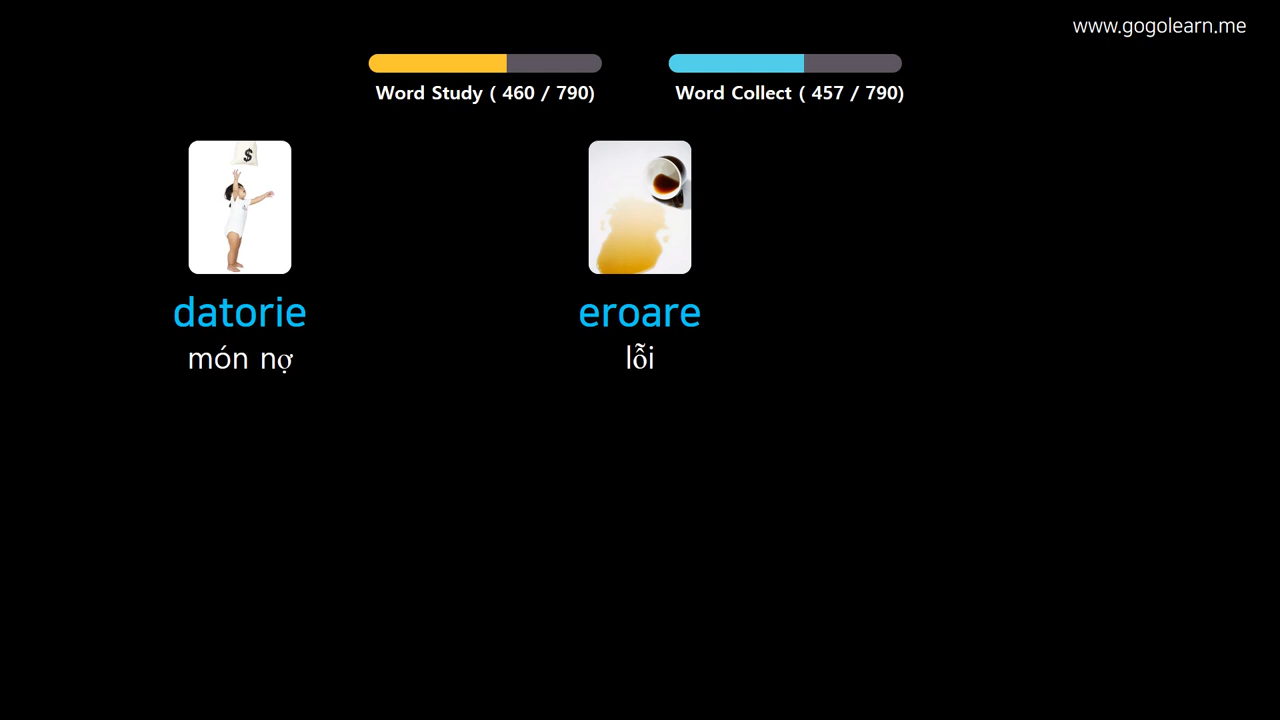 www.gogolearn.me
Word Study ( 460 / 790)
Word Collect ( 457 / 790)
$
datorie
món nợ
eroare
lỗi